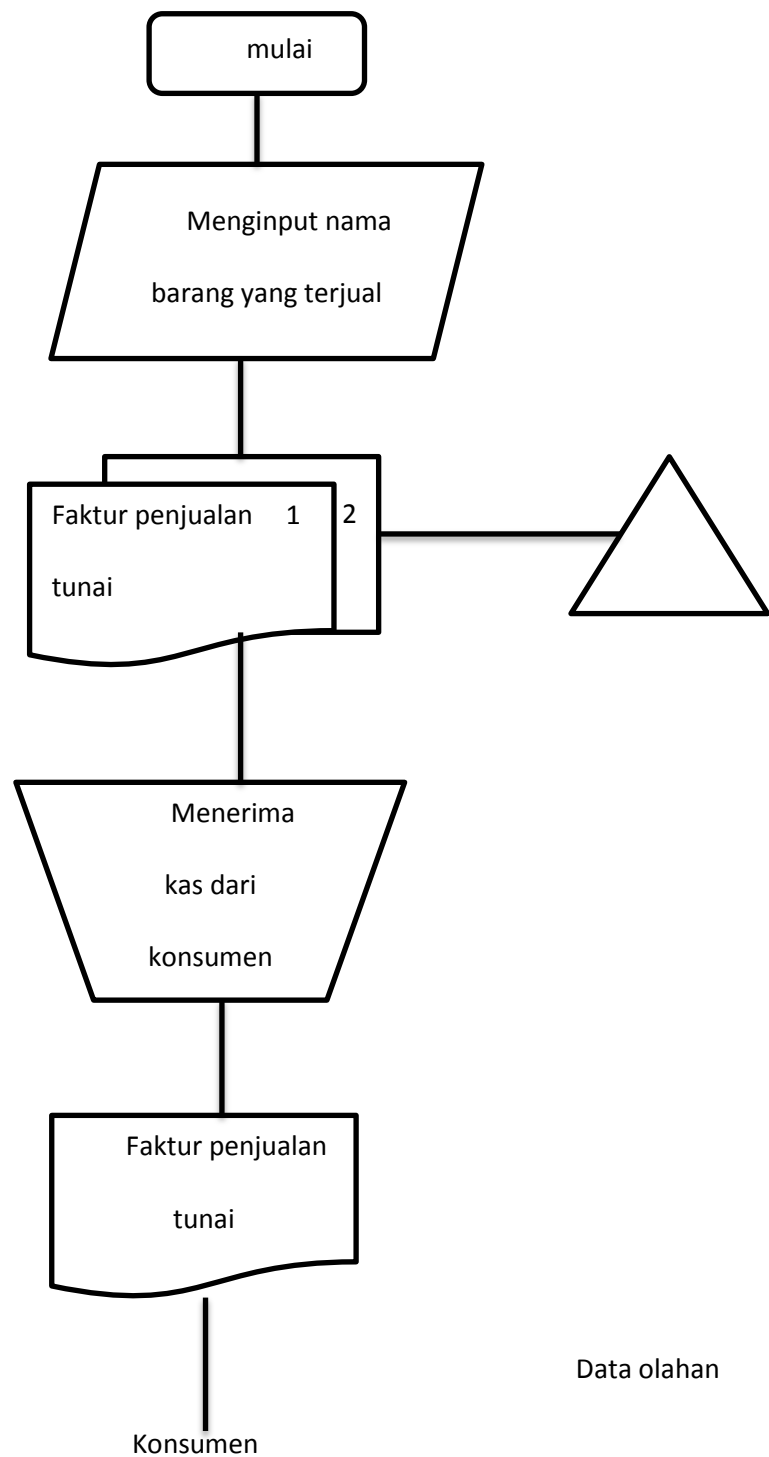 mulai
Menginput nama
barang yang terjual
Faktur penjualan 1 2
tunai
Menerima
kas dari
konsumen
Faktur penjualan
tunai
Data olahan
Konsumen